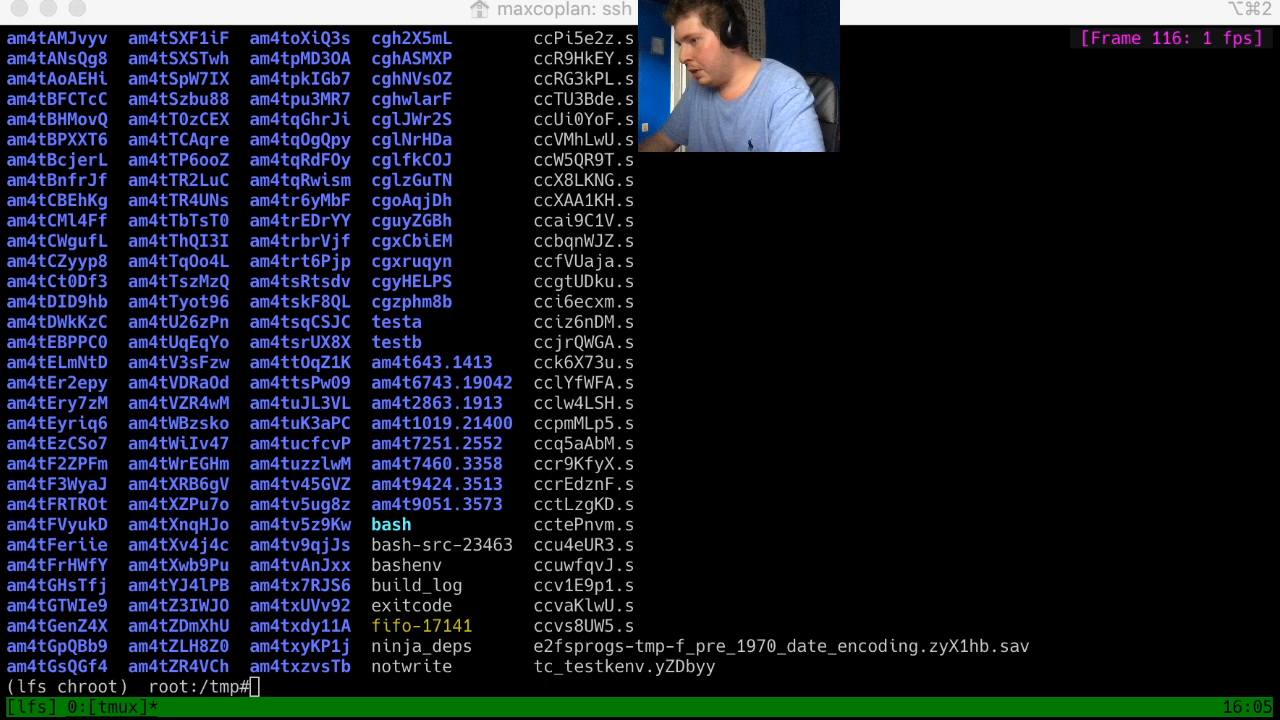 maxcoplan: ssh ⌥⌘2
am4tAMJvyv am4tSXF1iF am4toXiQ3s cgh2X5mL ccPi5e2z.s [Frame 116: 1 fps]
am4tANsQg8 am4tSXSTwh am4tpMD3OA cghASMXP ccR9HkEY.s
am4tAoAEHi am4tSpW7IX am4tpkIGb7 cghNVsOZ ccRG3kPL.s
am4tBFCTcC am4tSzbu88 am4tpu3MR7 cghwlarF ccTU3Bde.s
am4tBHMovQ am4tT0zCEX am4tqGhrJi cglJWr2S ccUi0YoF.s
am4tBPXXT6 am4tTCAqre am4tqOgQpy cglNrHDa ccVMhLwU.s
am4tBcjerL am4tTP6ooZ am4tqRdFOy cglfkCOJ ccW5QR9T.s
am4tBnfrJf am4tTR2LuC am4tqRwism cglzGuTN ccX8LKNG.s
am4tCBEhKg am4tTR4UNs am4tr6yMbF cgoAqjDh ccXAA1KH.s
am4tCMl4Ff am4tTbTsT0 am4trEDrYY cguyZGBh ccai9C1V.s
am4tCWgufL am4tThQI3I am4trbrVjf cgxCbiEM ccbqnWJZ.s
am4tCZyyp8 am4tTqOo4L am4trt6Pjp cgxruqyn ccfVUaja.s
am4tCt0Df3 am4tTszMzQ am4tsRtsdv cgyHELPS ccgtUDku.s
am4tDID9hb am4tTyot96 am4tskF8QL cgzphm8b cci6ecxm.s
am4tDWkKzC am4tU26zPn am4tsqCSJC testa cciz6nDM.s
am4tEBPPC0 am4tUqEqYo am4tsrUX8X testb ccjrQWGA.s
am4tELmNtD am4tV3sFzw am4ttOqZ1K am4t643.1413 cck6X73u.s
am4tEr2epy am4tVDRaOd am4ttsPw09 am4t6743.19042 cclYfWFA.s
am4tEry7zM am4tVZR4wM am4tuJL3VL am4t2863.1913 cclw4LSH.s
am4tEyriq6 am4tWBzsko am4tuK3aPC am4t1019.21400 ccpmMLp5.s
am4tEzCSo7 am4tWiIv47 am4tucfcvP am4t7251.2552 ccq5aAbM.s
am4tF2ZPFm am4tWrEGHm am4tuzzlwM am4t7460.3358 ccr9KfyX.s
am4tF3WyaJ am4tXRB6gV am4tv45GVZ am4t9424.3513 ccrEdznF.s
am4tFRTROt am4tXZPu7o am4tv5ug8z am4t9051.3573 cctLzgKD.s
am4tFVyukD am4tXnqHJo am4tv5z9Kw bash cctePnvm.s
am4tFeriie am4tXv4j4c am4tv9qjJs bash-src-23463 ccu4eUR3.s
am4tFrHWfY am4tXwb9Pu am4tvAnJxx bashenv ccuwfqvJ.s
am4tGHsTfj am4tYJ4lPB am4tx7RJS6 build_log ccv1E9p1.s
am4tGTWIe9 am4tZ3IWJO am4txUVv92 exitcode ccvaKlwU.s
am4tGenZ4X am4tZDmXhU am4txdy11A fifo-17141 ccvs8UW5.s
am4tGpQBb9 am4tZLH8Z0 am4txyKP1j ninja_deps e2fsprogs-tmp-f_pre_1970_date_encoding.zyX1hb.sav
am4tGsQGf4 am4tZR4VCh am4txzvsTb notwrite tc_testkenv.yZDbyy
(lfs chroot) root:/tmp#
[lfs] 0:[tmux]* 16:05